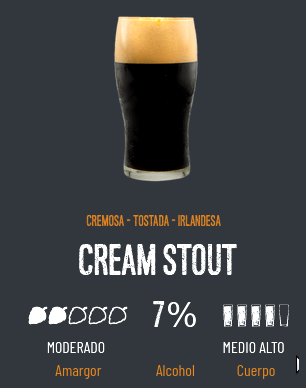 CREMOSA - TOSTADA - IRLANDESA
CREAM STOUT
7%
MODERADO MEDIO ALTO
Amargor Alcohol Cuerpo